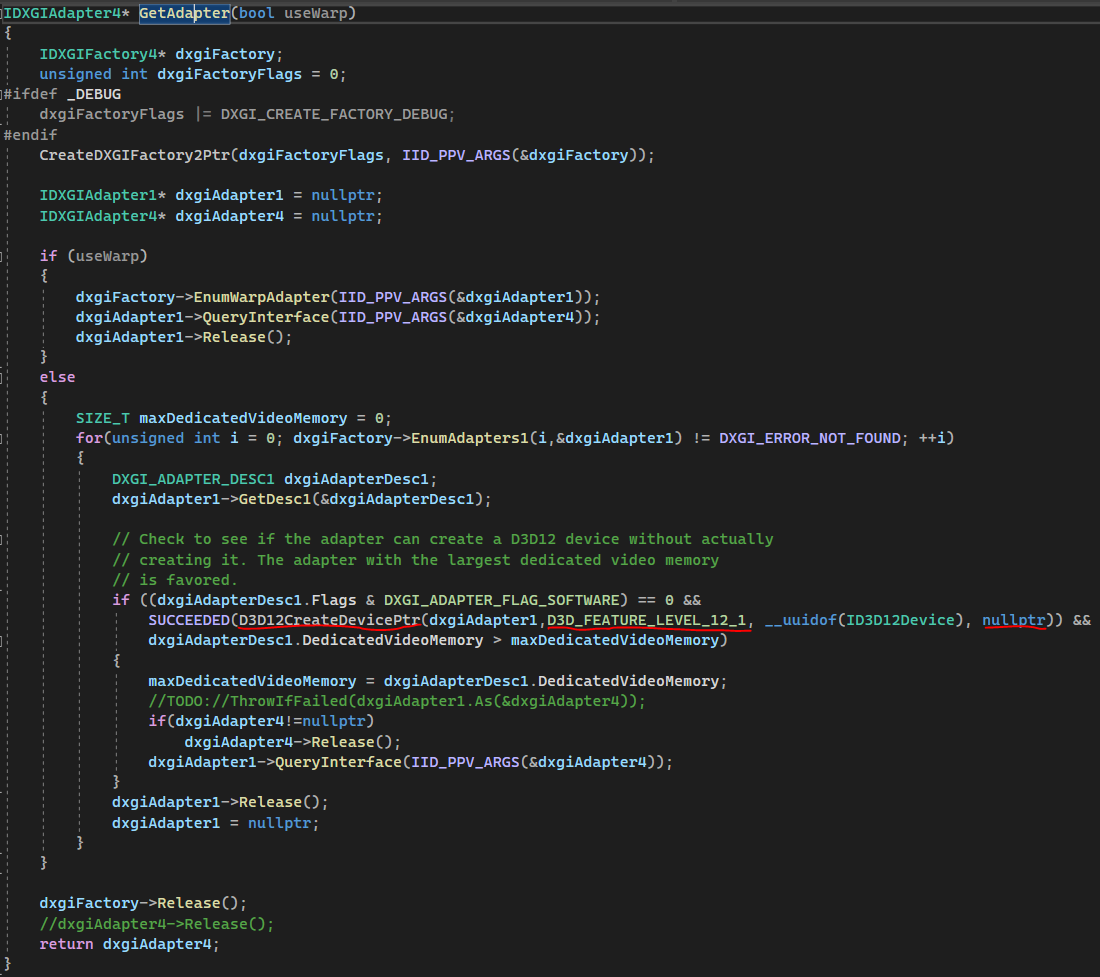 IDXGIAdapter4* GetAdapter(bool useWarp)
{
    IDXGIFactory4* dxgiFactory;
    unsigned int dxgiFactoryFlags = 0;
#ifdef _DEBUG
    dxgiFactoryFlags |= DXGI_CREATE_FACTORY_DEBUG;
#endif
    CreateDXGIFactory2Ptr(dxgiFactoryFlags, IID_PPV_ARGS(&dxgiFactory));

    IDXGIAdapter1* dxgiAdapter1 = nullptr;
    IDXGIAdapter4* dxgiAdapter4 = nullptr;

    if (useWarp)
    {
        dxgiFactory->EnumWarpAdapter(IID_PPV_ARGS(&dxgiAdapter1));
        dxgiAdapter1->QueryInterface(IID_PPV_ARGS(&dxgiAdapter4));
        dxgiAdapter1->Release();
    }
    else
    {
        SIZE_T maxDedicatedVideoMemory = 0;
        for(unsigned int i = 0; dxgiFactory->EnumAdapters1(i,&dxgiAdapter1) != DXGI_ERROR_NOT_FOUND; ++i)
        {
            DXGI_ADAPTER_DESC1 dxgiAdapterDesc1;
            dxgiAdapter1->GetDesc1(&dxgiAdapterDesc1);

            // Check to see if the adapter can create a D3D12 device without actually
            // creating it. The adapter with the largest dedicated video memory
            // is favored.
            if ((dxgiAdapterDesc1.Flags & DXGI_ADAPTER_FLAG_SOFTWARE) == 0 &&
                SUCCEEDED(D3D12CreateDevicePtr(dxgiAdapter1,D3D_FEATURE_LEVEL_12_1, __uuidof(ID3D12Device), nullptr)) &&
                dxgiAdapterDesc1.DedicatedVideoMemory > maxDedicatedVideoMemory)
            {
                maxDedicatedVideoMemory = dxgiAdapterDesc1.DedicatedVideoMemory;
                //TODO://ThrowIfFailed(dxgiAdapter1.As(&dxgiAdapter4));
                if(dxgiAdapter4!=nullptr)
                    dxgiAdapter4->Release();
                dxgiAdapter1->QueryInterface(IID_PPV_ARGS(&dxgiAdapter4));
            }
            dxgiAdapter1->Release();
            dxgiAdapter1 = nullptr;
        }
    }

    dxgiFactory->Release();
    //dxgiAdapter4->Release();
    return dxgiAdapter4;
}